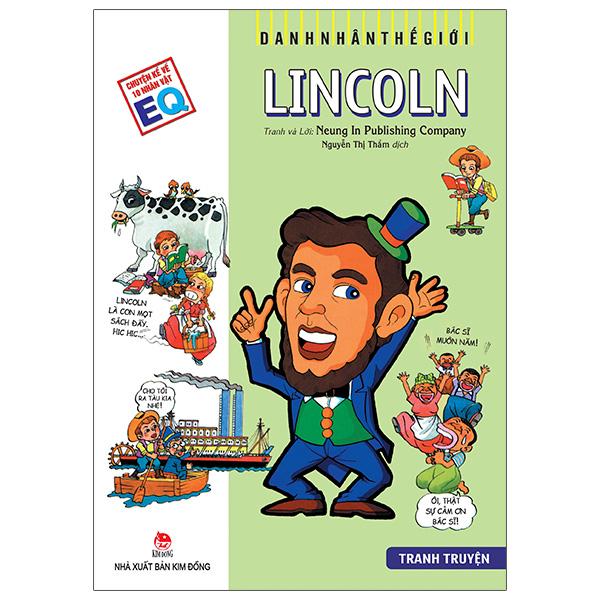 DANH NHÂN THẾ GIỚI
CHUYỆN KỂ VỀ
10 NHÂN VẬT
EQ
LINCOLN
Tranh và Lời: Neung In Publishing Company
Nguyễn Thị Thắm dịch
LINCOLN
LÀ CON MỌT
SÁCH ĐẤY.
HIC HIC...
BÁC SĨ
MUÔN NĂM!
CHO TÔI
RA TÀU KIA
NHÉ!
ÔI, THẬT
SỰ CẢM ƠN
BÁC SĨ!
KIM ĐỒNG
NHÀ XUẤT BẢN KIM ĐỒNG
TRANH TRUYỆN